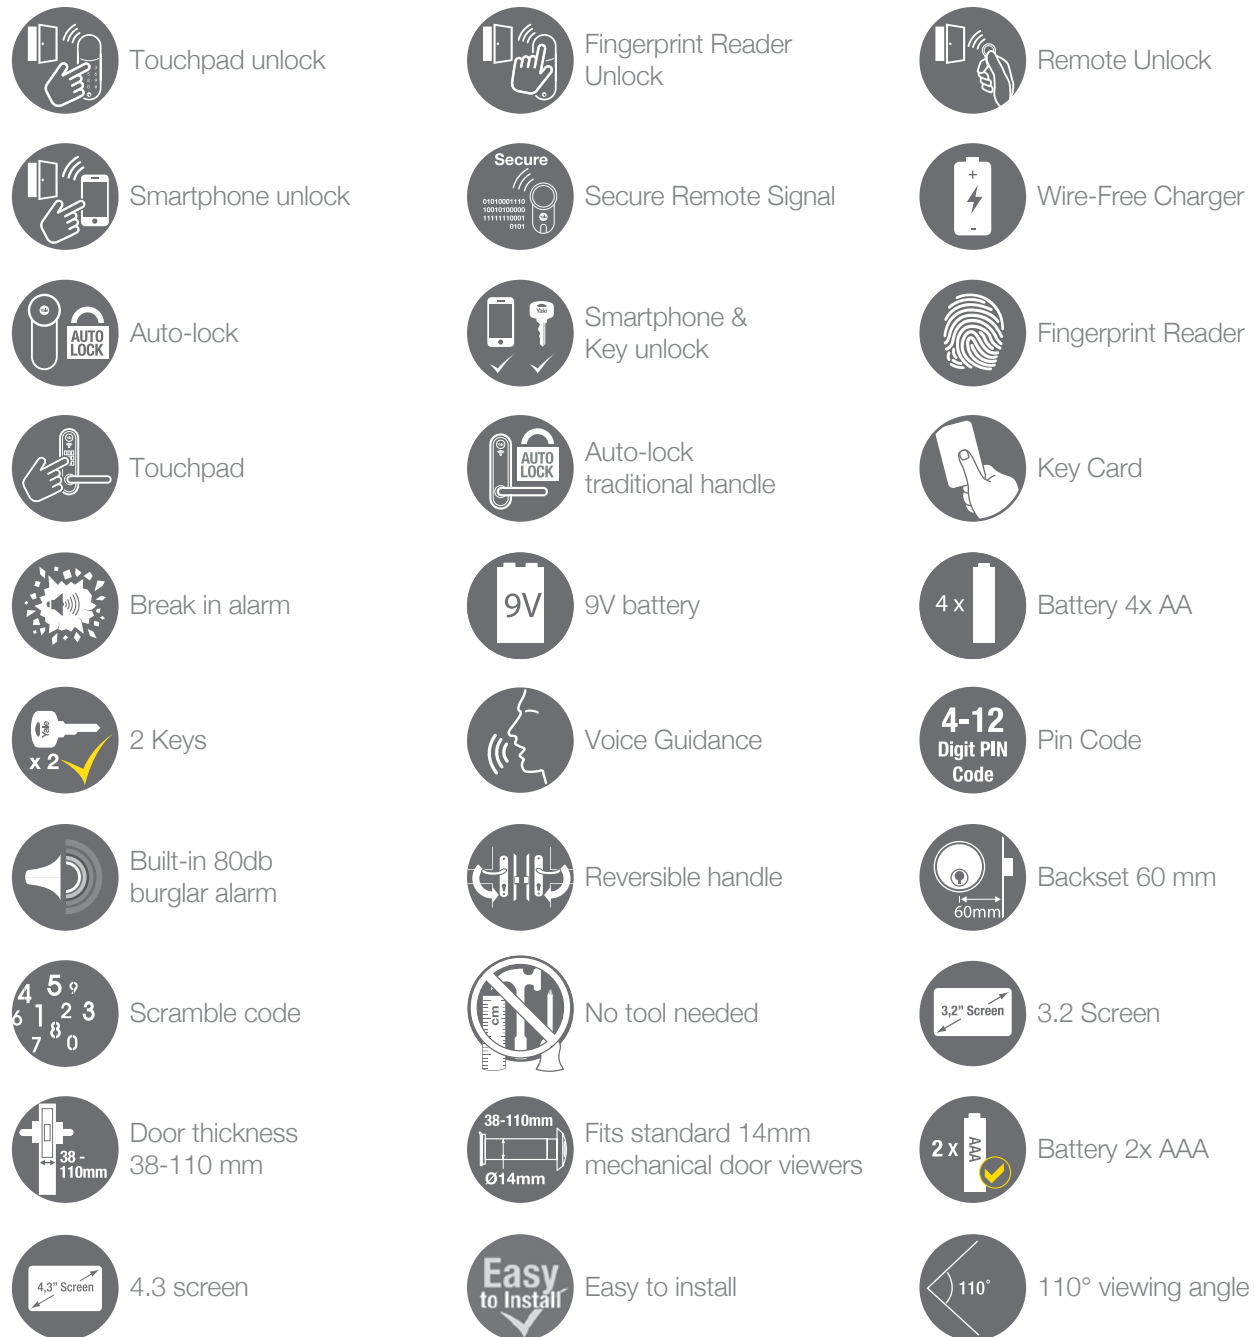 Touchpad unlock
Fingerprint Reader
Unlock
Remote Unlock
Smartphone unlock
Secure
01010001110
10010100000
11111110001
0101
Secure Remote Signal
+
-
Wire-Free Charger
AUTO
LOCK
Auto-lock
Yale
Smartphone &
Key unlock
Fingerprint Reader
Touchpad
AUTO
LOCK
Auto-lock
traditional handle
Key Card
Break in alarm
9V
9V battery
4 x
Battery 4x AA
Yale
x 2
2 Keys
Voice Guidance
4-12
Digit PIN
Code
Pin Code
Built-in 80db
burglar alarm
Reversible handle
60mm
Backset 60 mm
4 5 9
6 1 2 3
7 8 0
Scramble code
cm
No tool needed
3,2” Screen
3.2 Screen
38 -
110mm
Door thickness
38-110 mm
38-110mm
Ø14mm
Fits standard 14mm
mechanical door viewers
2 x
AAA
Battery 2x AAA
4,3” Screen
4.3 screen
Easy
to Install
Easy to install
110°
110° viewing angle